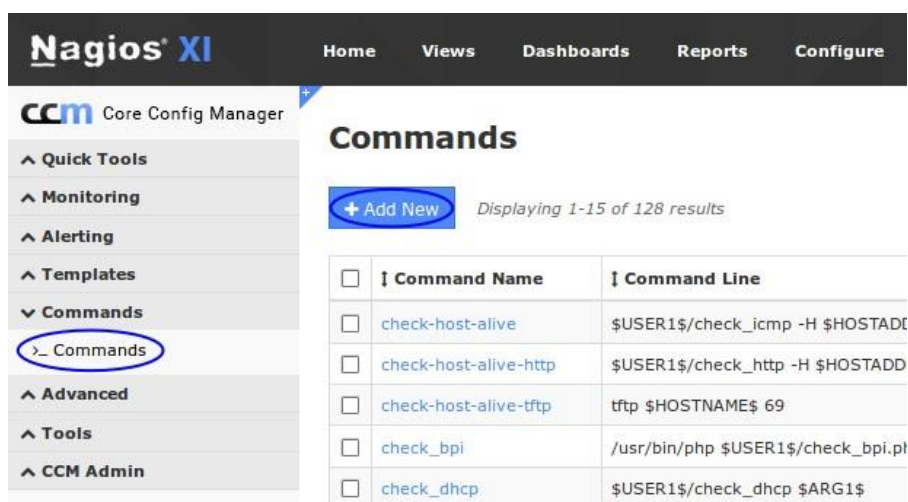 Nagios® XI
Home Views Dashboards Reports Configure
ccm Core Config Manager
Quick Tools
Monitoring
Alerting
Templates
Commands
>_ Commands
Advanced
Tools
CCM Admin
Commands
+ Add New Displaying 1-15 of 128 results
Command Name Command Line
check-host-alive $USER1$/check_icmp -H $HOSTADD
check-host-alive-http $USER1$/check_http -H $HOSTADD
check-host-alive-tftp tftp $HOSTNAME$ 69
check_bpi /usr/bin/php $USER1$/check_bpi.ph
check_dhcp $USER1$/check_dhcp $ARG1$